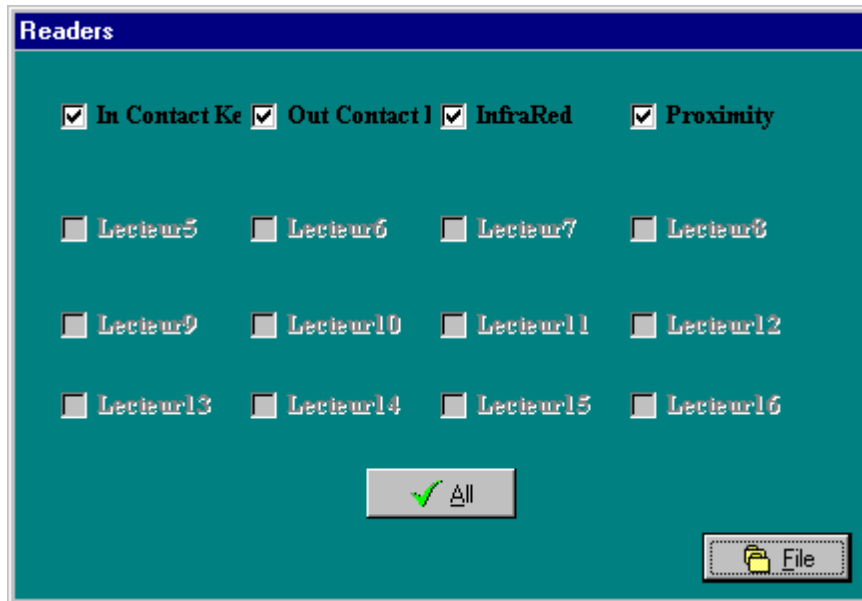 Readers
In Contact Ke Out Contact InfraRed Proximity
Lecteur5 Lecteur6 Lecteur7 Lecteur8
Lecteur9 Lecteur10 Lecteur11 Lecteur12
Lecteur13 Lecteur14 Lecteur15 Lecteur16
All
File